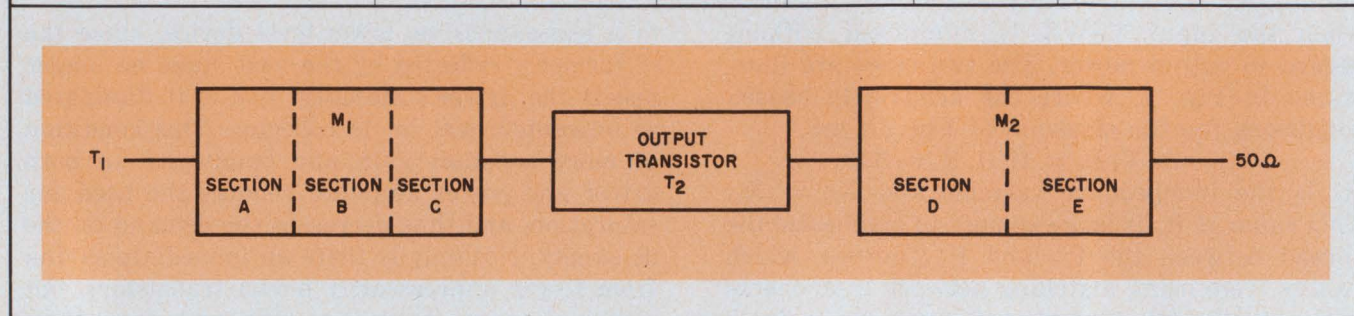 T1
M1
SECTION A
SECTION B
SECTION C
OUTPUT
TRANSISTOR
T2
M2
SECTION D
SECTION E
50Ω